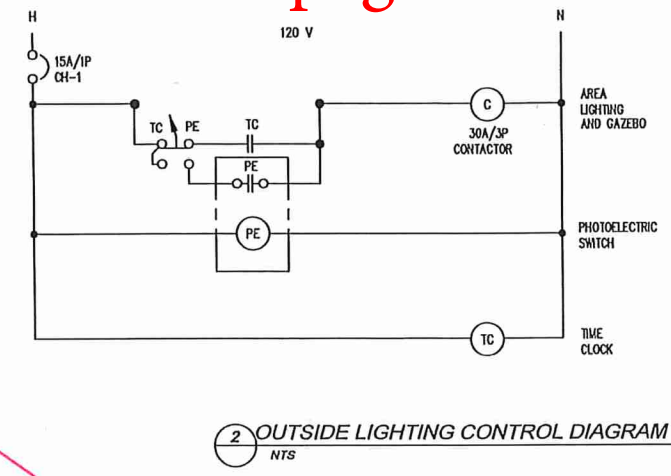 H
N
120 V
15A/1P
CH-1
AREA
LIGHTING
AND GAZEBO
C
30A/3P
CONTACTOR
TC PE
TC
PE
PE
PHOTOELECTRIC
SWITCH
TC
TIME
CLOCK
2 OUTSIDE LIGHTING CONTROL DIAGRAM
NTS